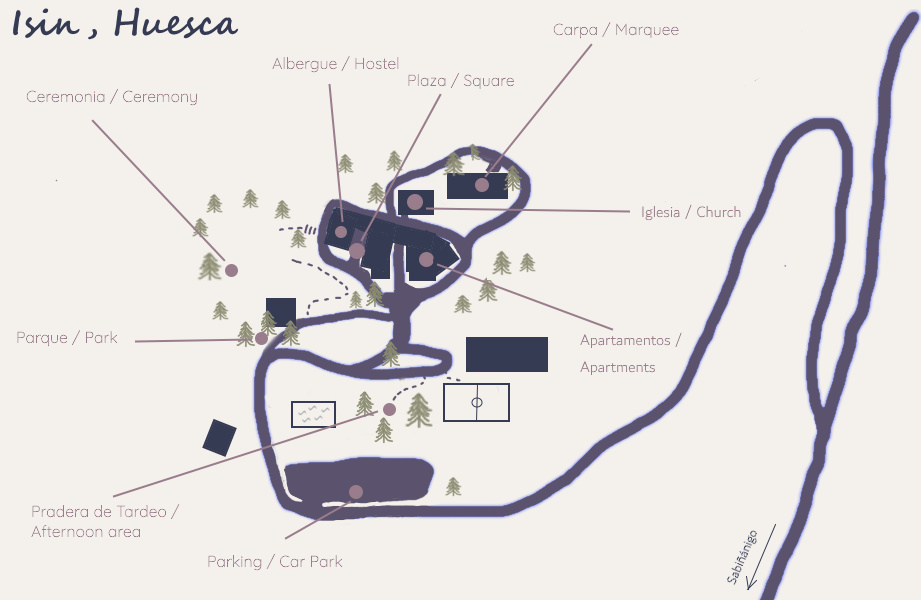 Isin , Huesca
Carpa / Marquee
Albergue / Hostel
Plaza / Square
Ceremonia / Ceremony
Iglesia / Church
Parque / Park
Apartamentos /
Apartments
Pradera de Tardeo /
Afternoon area
Parking / Car Park
Sabiñánigo